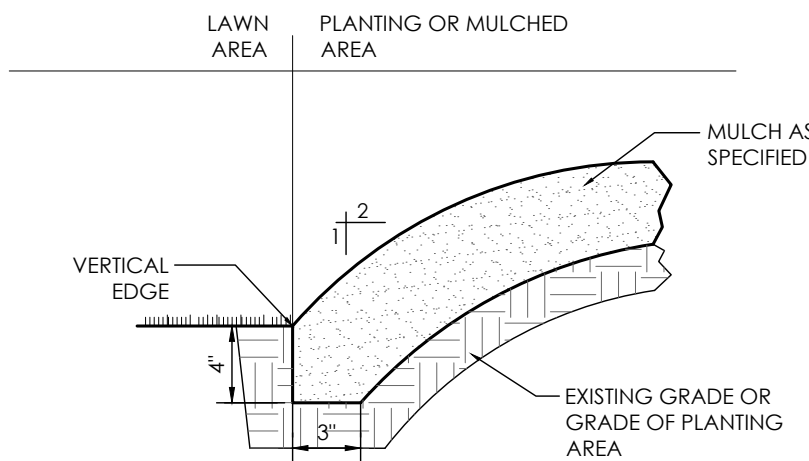 LAWN
AREA
PLANTING OR MULCHED
AREA
MULCH AS
SPECIFIED
2
1
VERTICAL
EDGE
4"
3"
EXISTING GRADE OR
GRADE OF PLANTING
AREA